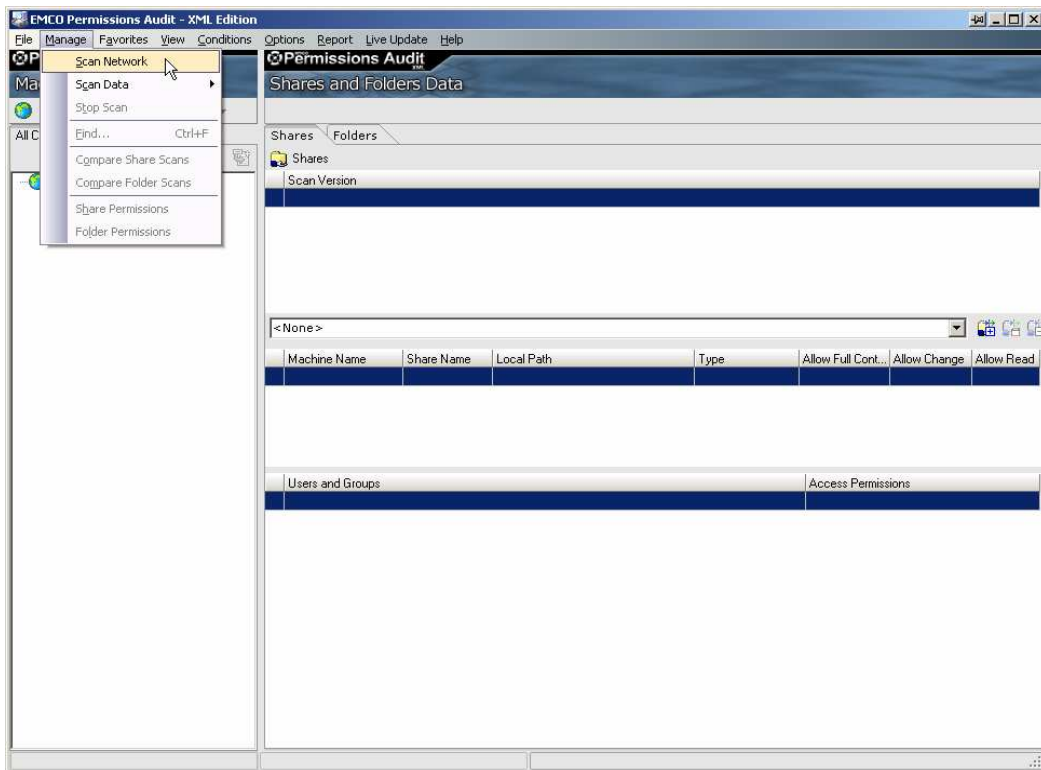 EMCO Permissions Audit - XML Edition
File Manage Favorites View Conditions Options Report Live Update Help
Scan Network
Scan Data
Stop Scan
Find... Ctrl+F
Compare Share Scans
Compare Folder Scans
Share Permissions
Folder Permissions
P
Ma
All C
Permissions Audit
XML
Shares and Folders Data
Shares Folders
Shares
Scan Version
<None>
Machine Name Share Name Local Path Type Allow Full Cont... Allow Change Allow Read
Users and Groups Access Permissions